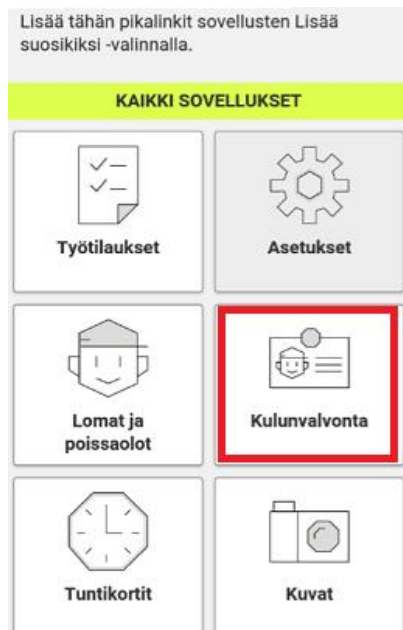 Lisää tähän pikalinkit sovellusten Lisää
suosikiksi -valinnalla.
KAIKKI SOVELLUKSET
Työtilaukset
Asetukset
Lomat ja
poissaolot
Kulunvalvonta
Tuntikortit
Kuvat